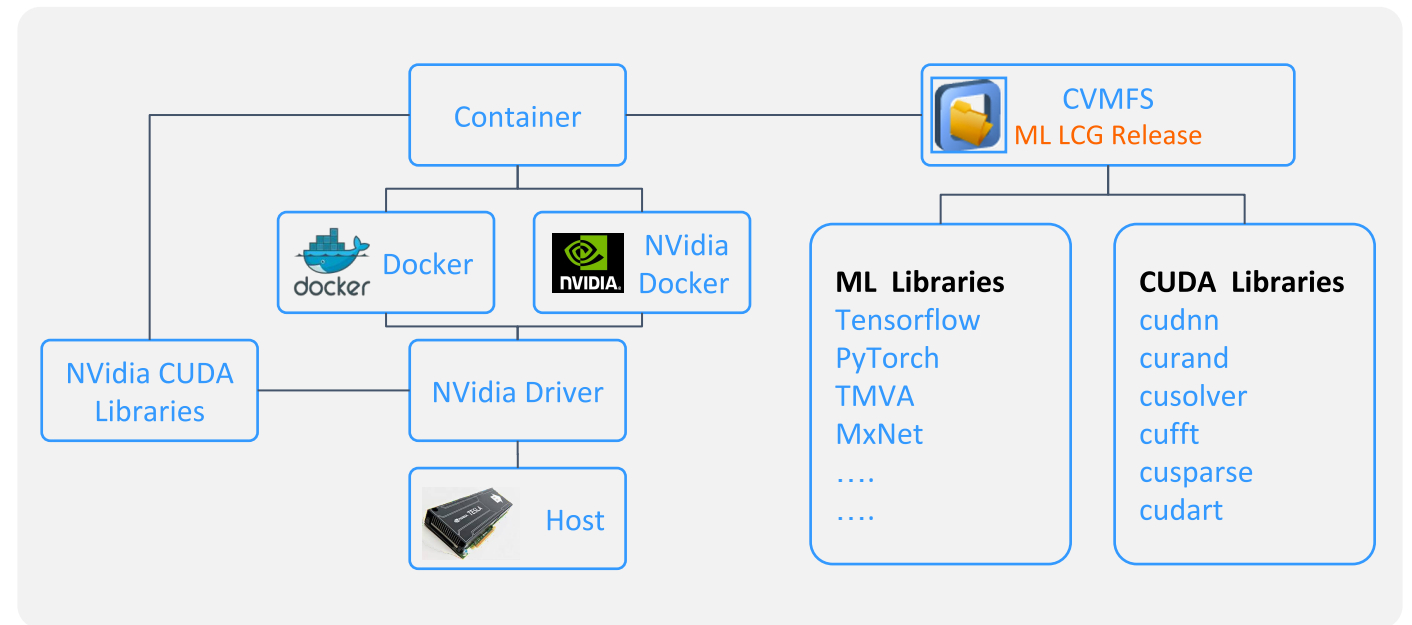 Container
CVMFS
ML LCG Release
docker
Docker
NVIDIA
NVidia
Docker
NVidia CUDA
Libraries
NVidia Driver
TESLA
Host
ML Libraries
Tensorflow
PyTorch
TMVA
MxNet
....
....
CUDA Libraries
cudnn
curand
cusolver
cufft
cusparse
cudart